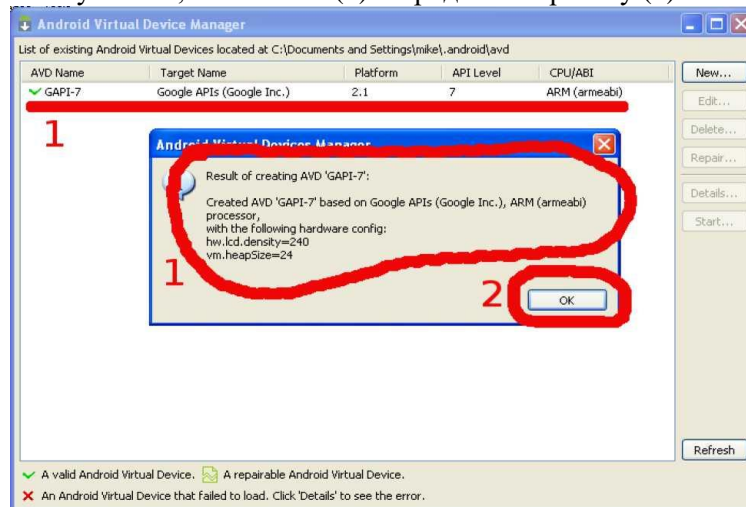 Android Virtual Device Manager
List of existing Android Virtual Devices located at C:\Documents and Settings\mike\.android\avd
AVD Name Target Name Platform API Level CPU/ABI
GAPI-7 Google APIs (Google Inc.) 2.1 7 ARM (armeabi)
New...
Edit...
Delete...
Repair...
Details...
Start...
1
Android Virtual Devices Manager
Result of creating AVD 'GAPI-7':
Created AVD 'GAPI-7' based on Google APIs (Google Inc.), ARM (armeabi)
processor,
with the following hardware config:
hw.lcd.density=240
vm.heapSize=24
1
2
OK
Refresh
A valid Android Virtual Device. A repairable Android Virtual Device.
An Android Virtual Device that failed to load. Click 'Details' to see the error.